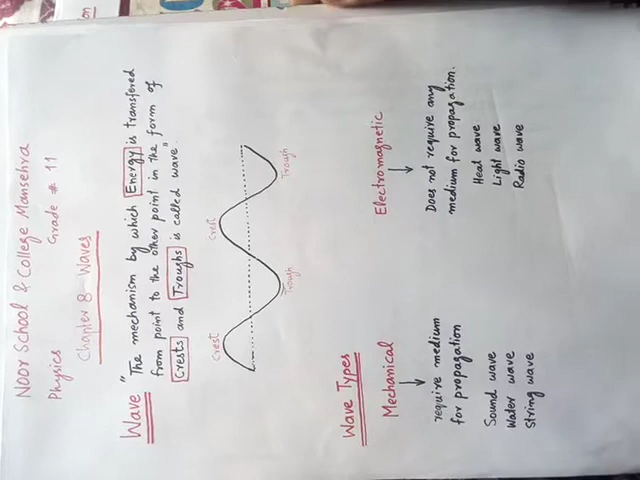 NOOR School & College Mansehra
Physics Grade # 11
Chapter 8 Waves
Wave "The mechanism by which Energy is transfered
from point to the other point in the form of
Crests and Troughs is called wave"
Crest Crest
Trough Trough
Wave Types
Mechanical Electromagnetic
require medium
for propagation
Sound wave
Water wave
String wave
Does not require any
medium for propagation.
Heat wave
Light wave
Radio wave